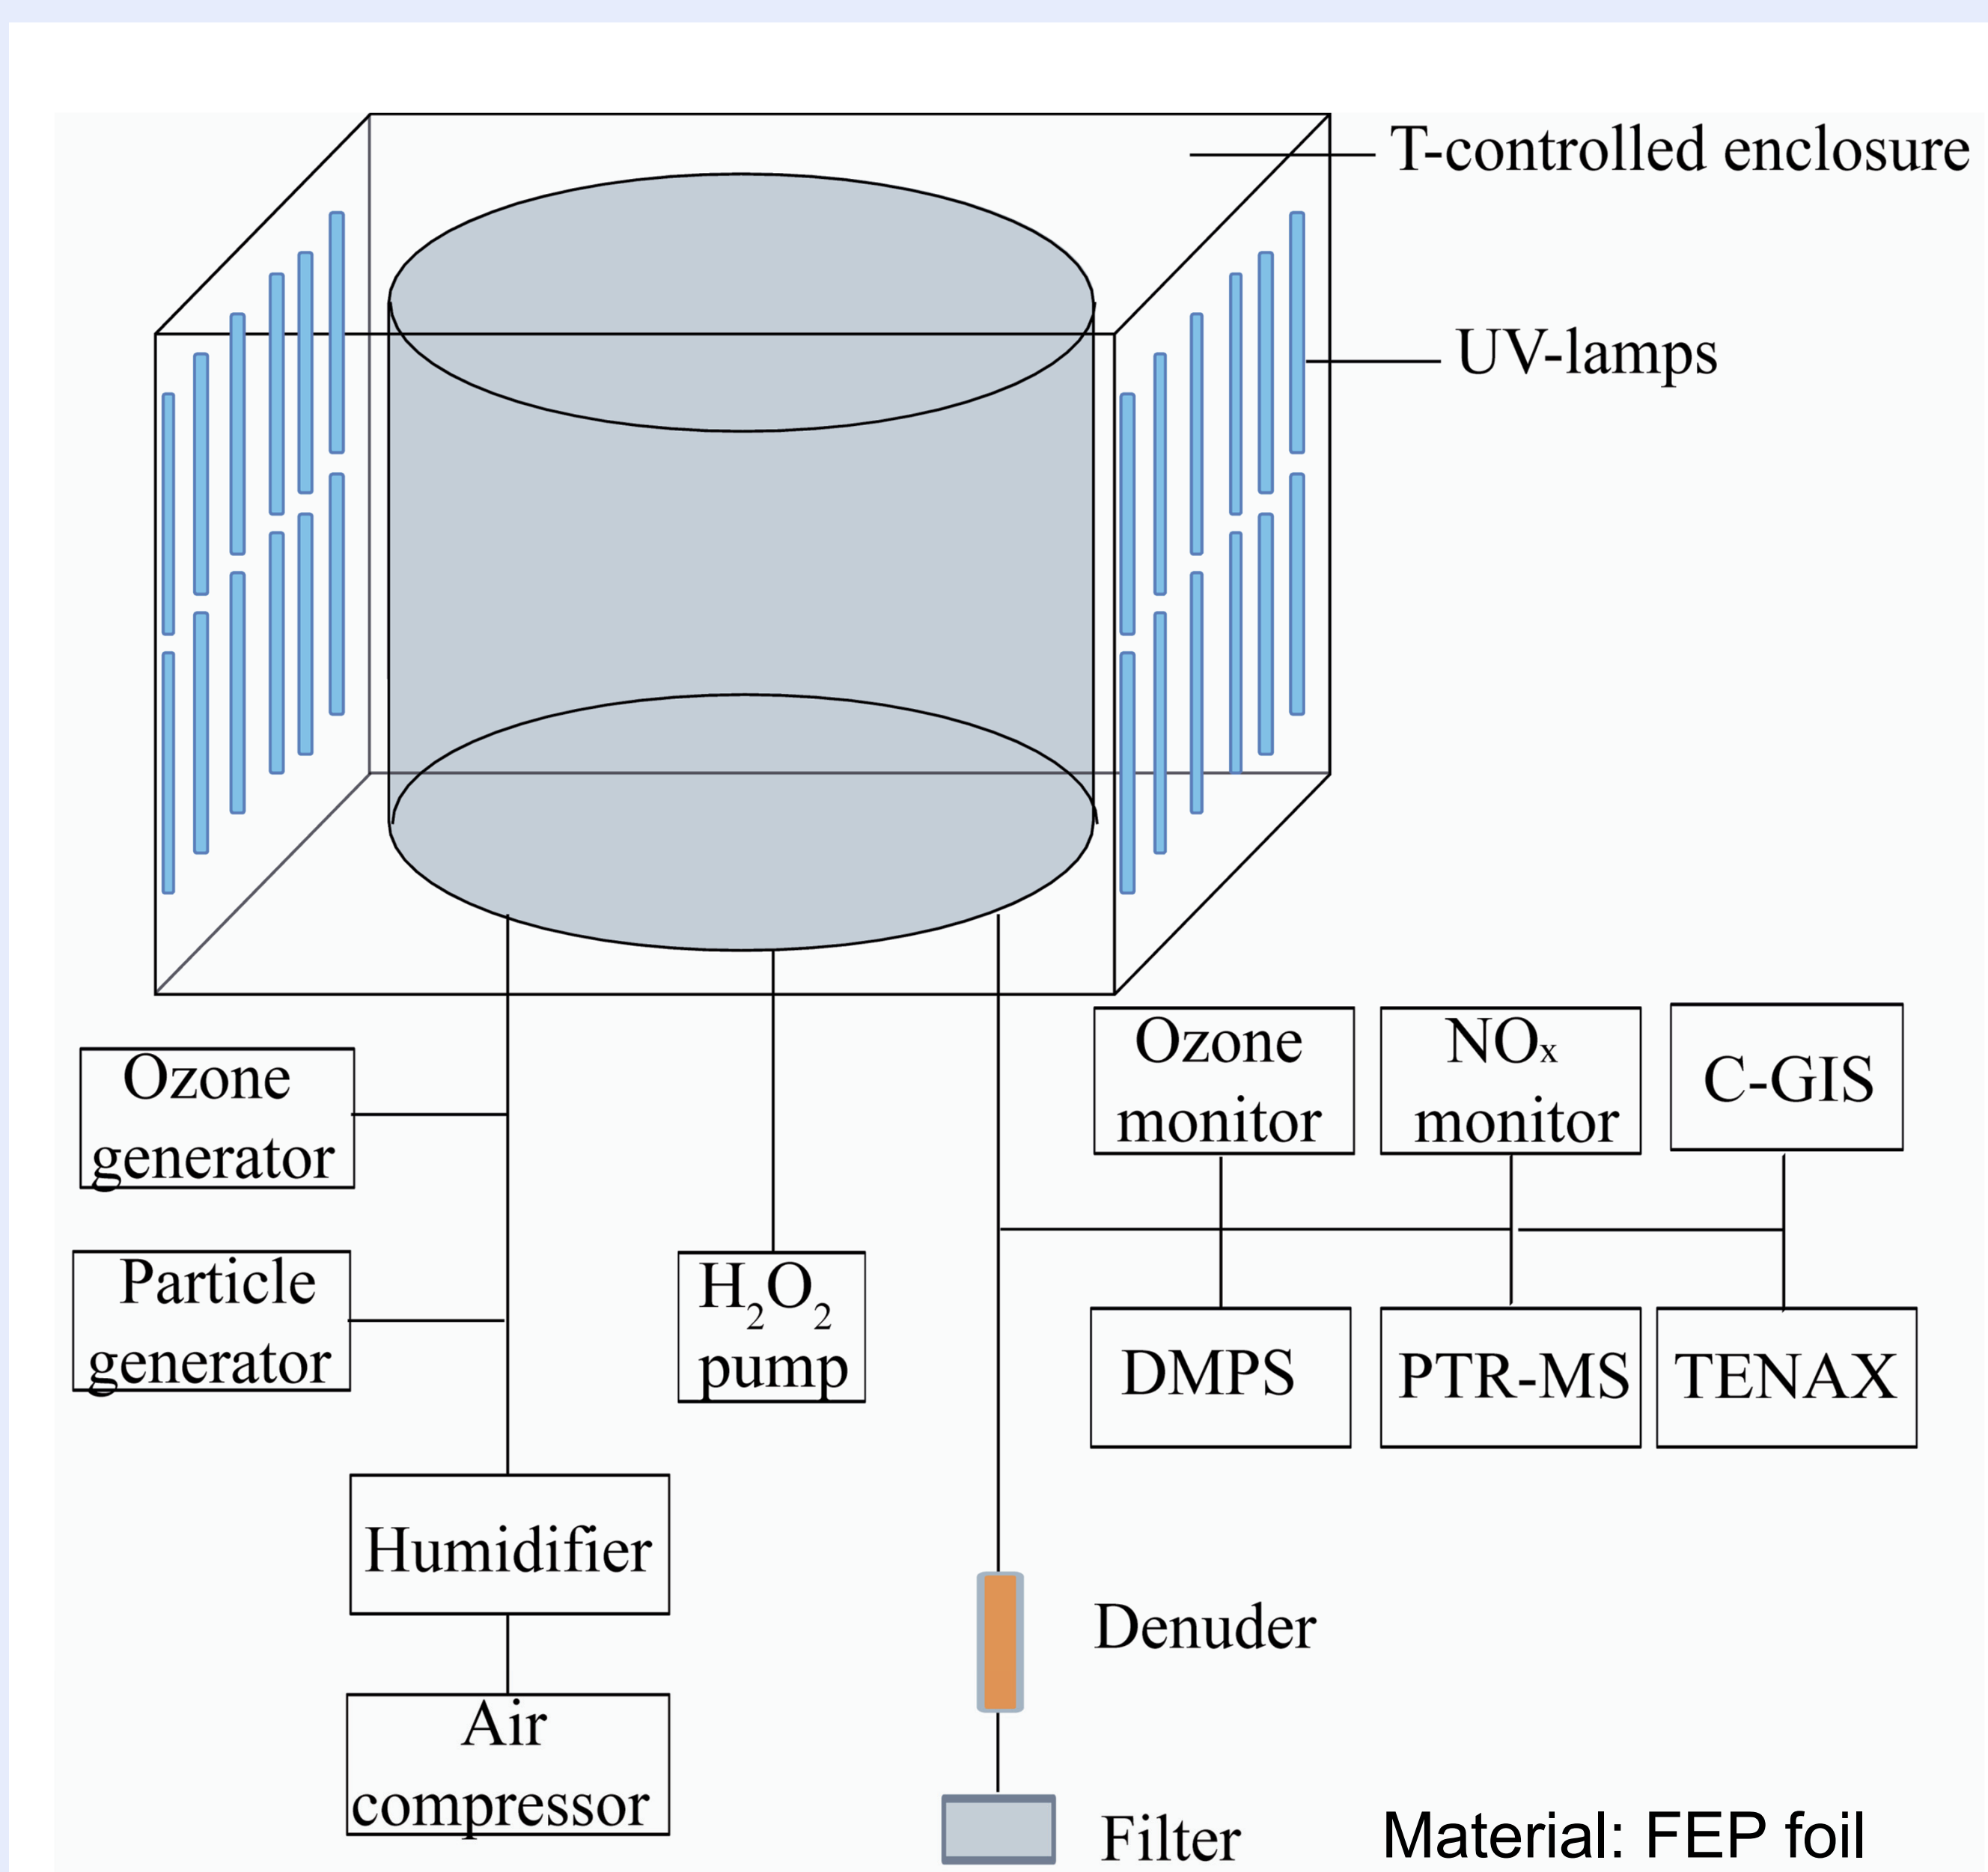 T-controlled enclosure
UV-lamps
Ozone
generator
Particle
generator
H₂O₂
pump
Humidifier
Air
compressor
Ozone
monitor
NOₓ
monitor
C-GIS
DMPS
PTR-MS
TENAX
Denuder
Filter
Material: FEP foil